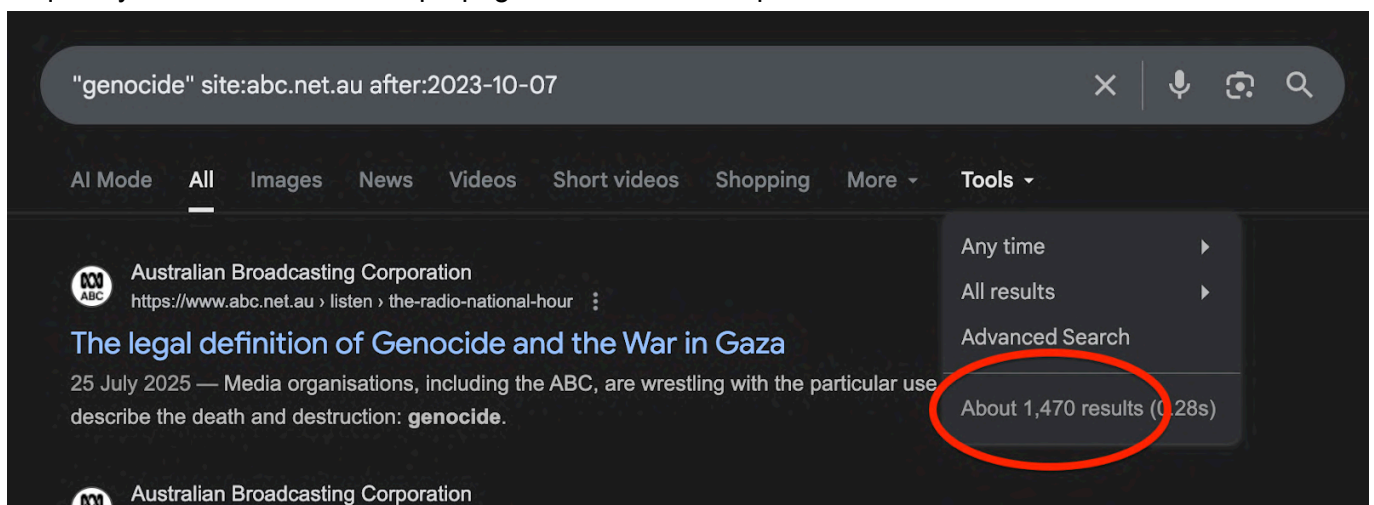 "genocide" site:abc.net.au after:2023-10-07
AI Mode All Images News Videos Short videos Shopping More Tools
Any time
All results
Advanced Search
About 1,470 results (0.28s)
ABC
Australian Broadcasting Corporation
https://www.abc.net.au › listen › the-radio-national-hour
The legal definition of Genocide and the War in Gaza
25 July 2025 — Media organisations, including the ABC, are wrestling with the particular use
describe the death and destruction: genocide.
Australian Broadcasting Corporation